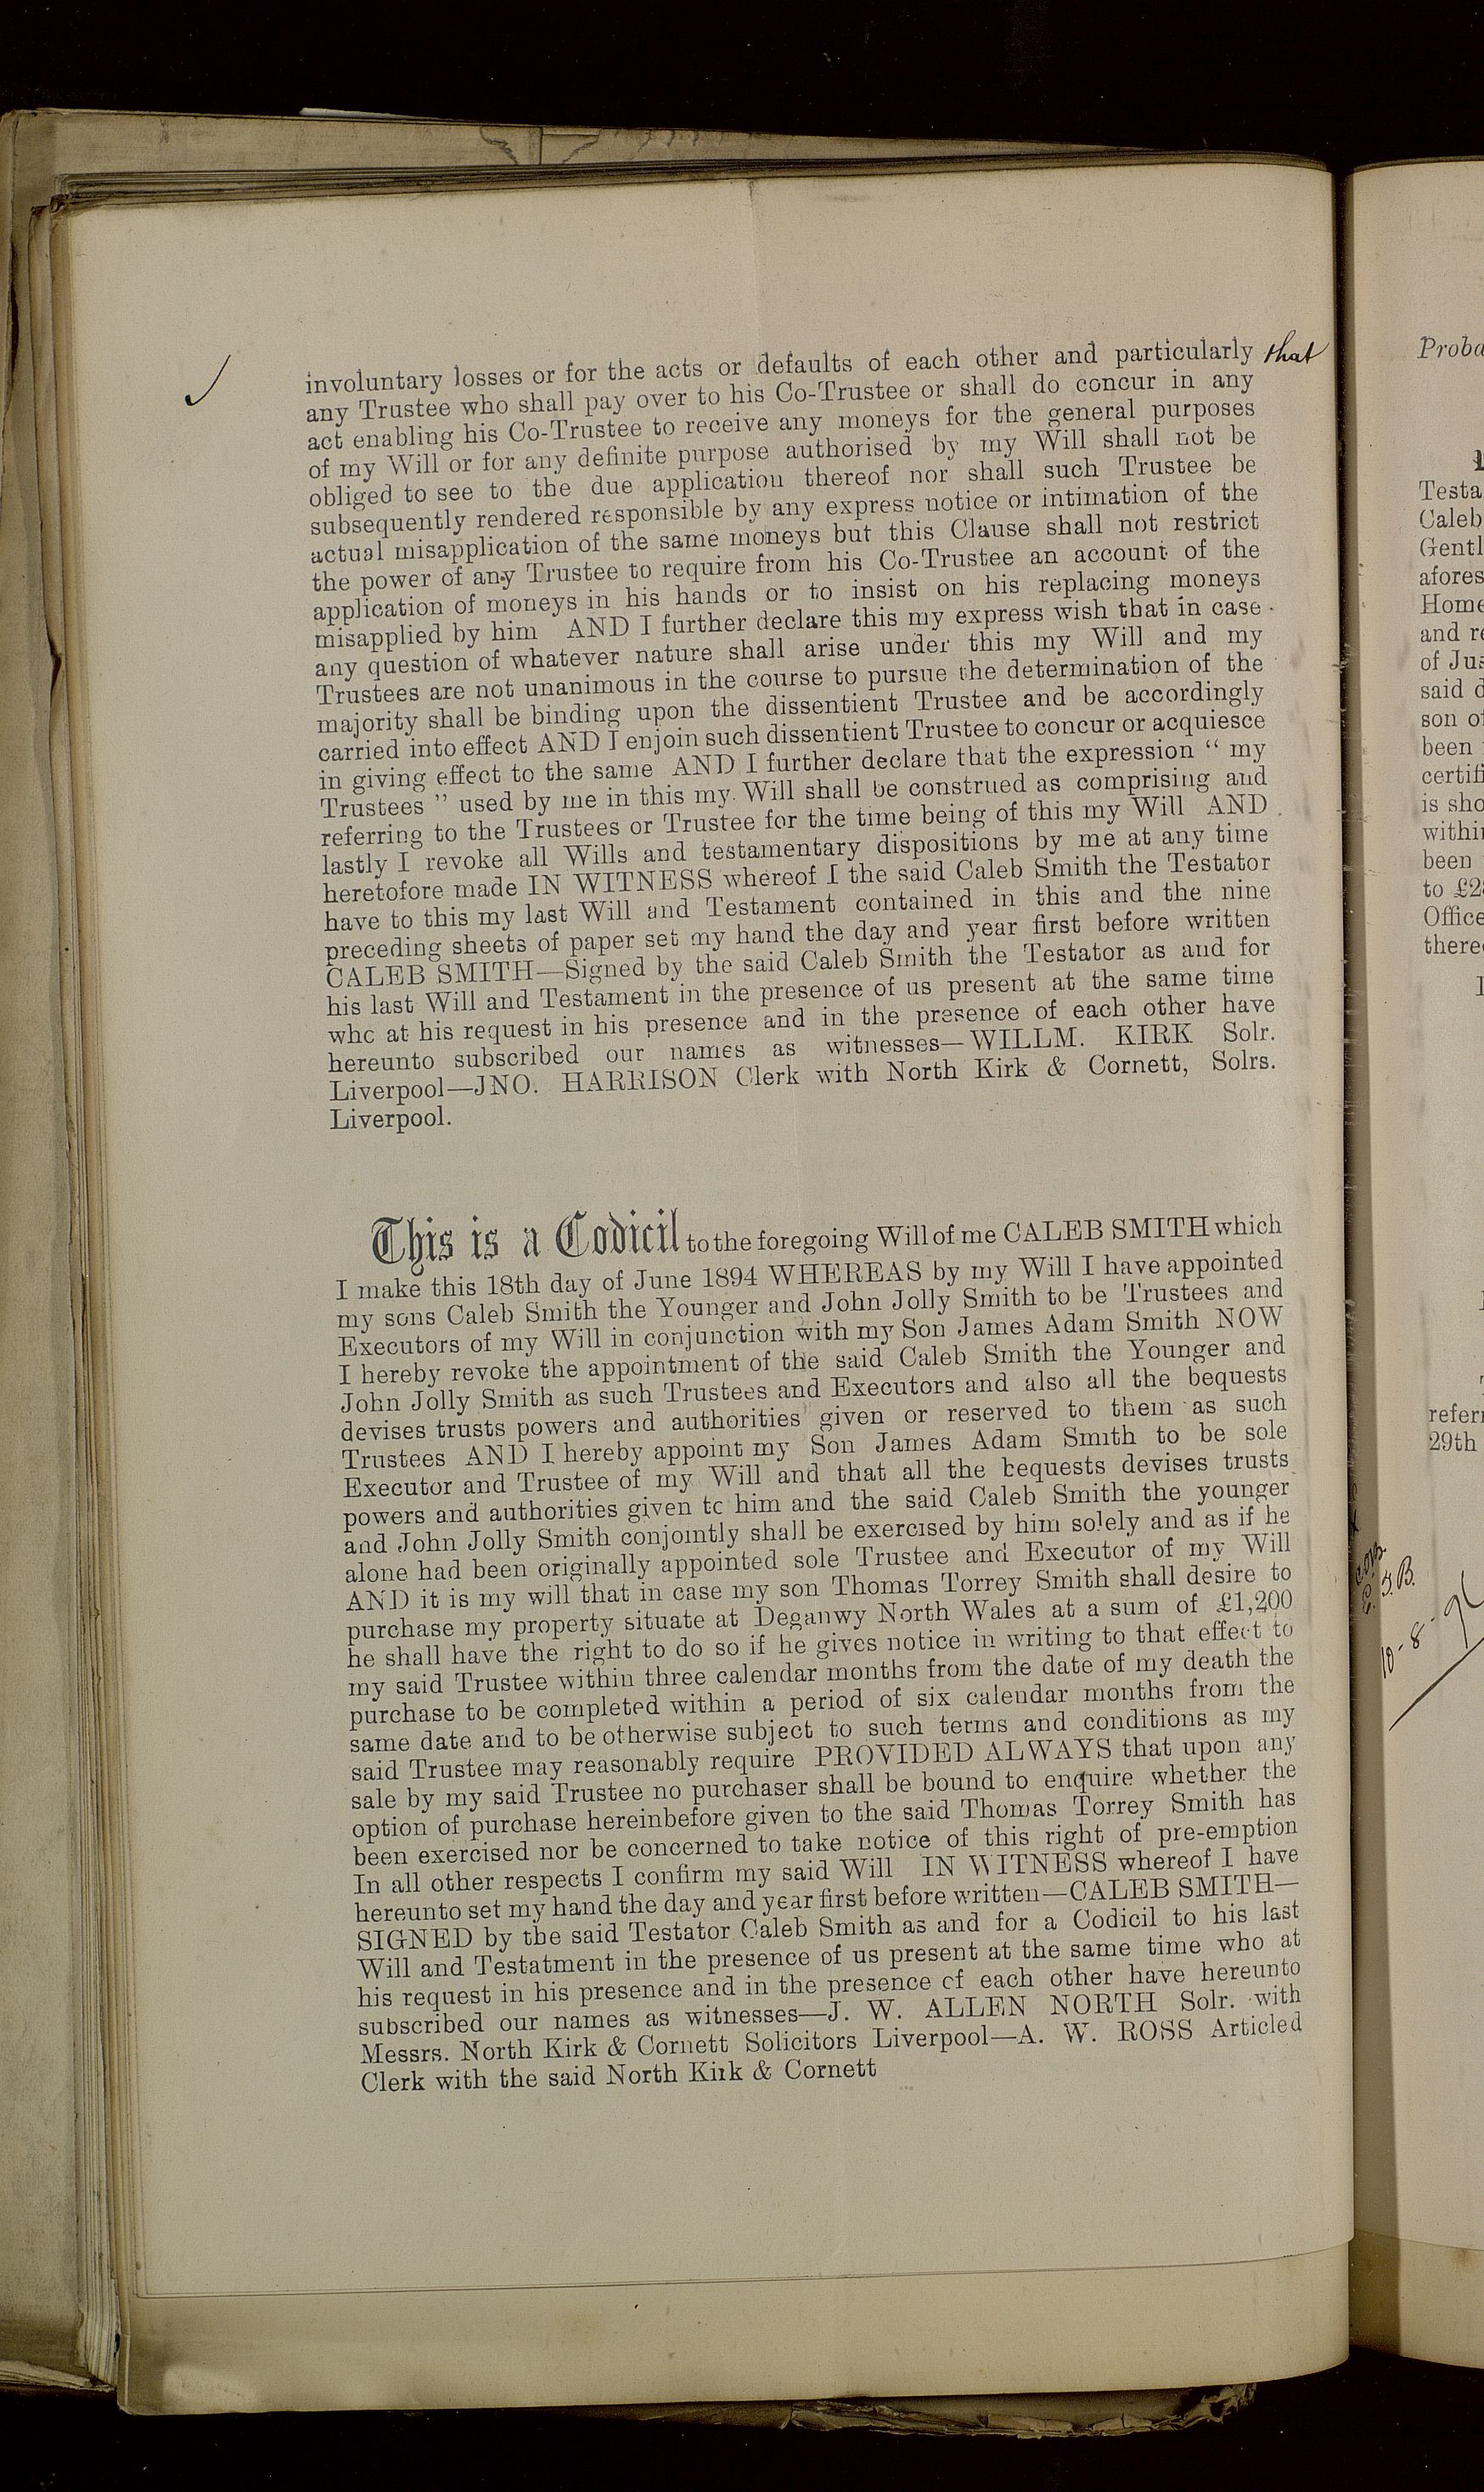 involuntary losses or for the acts or defaults of each other and particularly that
any Trustee who shall pay over to his Co-Trustee or shall do concur in any
act enabling his Co-Trustee to receive any moneys for the general purposes
of my Will or for any definite purpose authorised by my Will shall not be
obliged to see to the due application thereof nor shall such Trustee be
subsequently rendered responsible by any express notice or intimation of the
actual misapplication of the same moneys but this Clause shall not restrict
the power of any Trustee to require from his Co-Trustee an account of the
application of moneys in his hands or to insist on his replacing moneys
misapplied by him AND I further declare this my express wish that in case
any question of whatever nature shall arise under this my Will and my
Trustees are not unanimous in the course to pursue the determination of the
majority shall be binding upon the dissentient Trustee and be accordingly
carried into effect AND I enjoin such dissentient Trustee to concur or acquiesce
in giving effect to the same AND I further declare that the expression “ my
Trustees ” used by me in this my Will shall be construed as comprising and
referring to the Trustees or Trustee for the time being of this my Will AND
lastly I revoke all Wills and testamentary dispositions by me at any time
heretofore made IN WITNESS whereof I the said Caleb Smith the Testator
have to this my last Will and Testament contained in this and the nine
preceding sheets of paper set my hand the day and year first before written
CALEB SMITH—Signed by the said Caleb Smith the Testator as and for
his last Will and Testament in the presence of us present at the same time
who at his request in his presence and in the presence of each other have
hereunto subscribed our names as witnesses—WILLM. KIRK Solr.
Liverpool—JNO. HARRISON Clerk with North Kirk & Cornett, Solrs.
Liverpool.
This is a Codicil to the foregoing Will of me CALEB SMITH which
I make this 18th day of June 1894 WHEREAS by my Will I have appointed
my sons Caleb Smith the Younger and John Jolly Smith to be Trustees and
Executors of my Will in conjunction with my Son James Adam Smith NOW
I hereby revoke the appointment of the said Caleb Smith the Younger and
John Jolly Smith as such Trustees and Executors and also all the bequests
devises trusts powers and authorities given or reserved to them as such
Trustees AND I hereby appoint my Son James Adam Smith to be sole
Executor and Trustee of my Will and that all the bequests devises trusts
powers and authorities given to him and the said Caleb Smith the younger
and John Jolly Smith conjointly shall be exercised by him solely and as if he
alone had been originally appointed sole Trustee and Executor of my Will
AND it is my will that in case my son Thomas Torrey Smith shall desire to
purchase my property situate at Deganwy North Wales at a sum of £1,200
he shall have the right to do so if he gives notice in writing to that effect to
my said Trustee within three calendar months from the date of my death the
purchase to be completed within a period of six calendar months from the
same date and to be otherwise subject to such terms and conditions as my
said Trustee may reasonably require PROVIDED ALWAYS that upon any
sale by my said Trustee no purchaser shall be bound to enquire whether the
option of purchase hereinbefore given to the said Thomas Torrey Smith has
been exercised nor be concerned to take notice of this right of pre-emption
In all other respects I confirm my said Will IN WITNESS whereof I have
hereunto set my hand the day and year first before written—CALEB SMITH—
SIGNED by the said Testator Caleb Smith as and for a Codicil to his last
Will and Testatment in the presence of us present at the same time who at
his request in his presence and in the presence of each other have hereunto
subscribed our names as witnesses—J. W. ALLEN NORTH Solr. with
Messrs. North Kirk & Cornett Solicitors Liverpool—A. W. ROSS Articled
Clerk with the said North Kirk & Cornett
Proba
Testa
Caleb
Gentl
afores
Home
and re
of Jus
said d
son of
been
certifi
is sho
within
been
to £2
Office
there
refer
29th